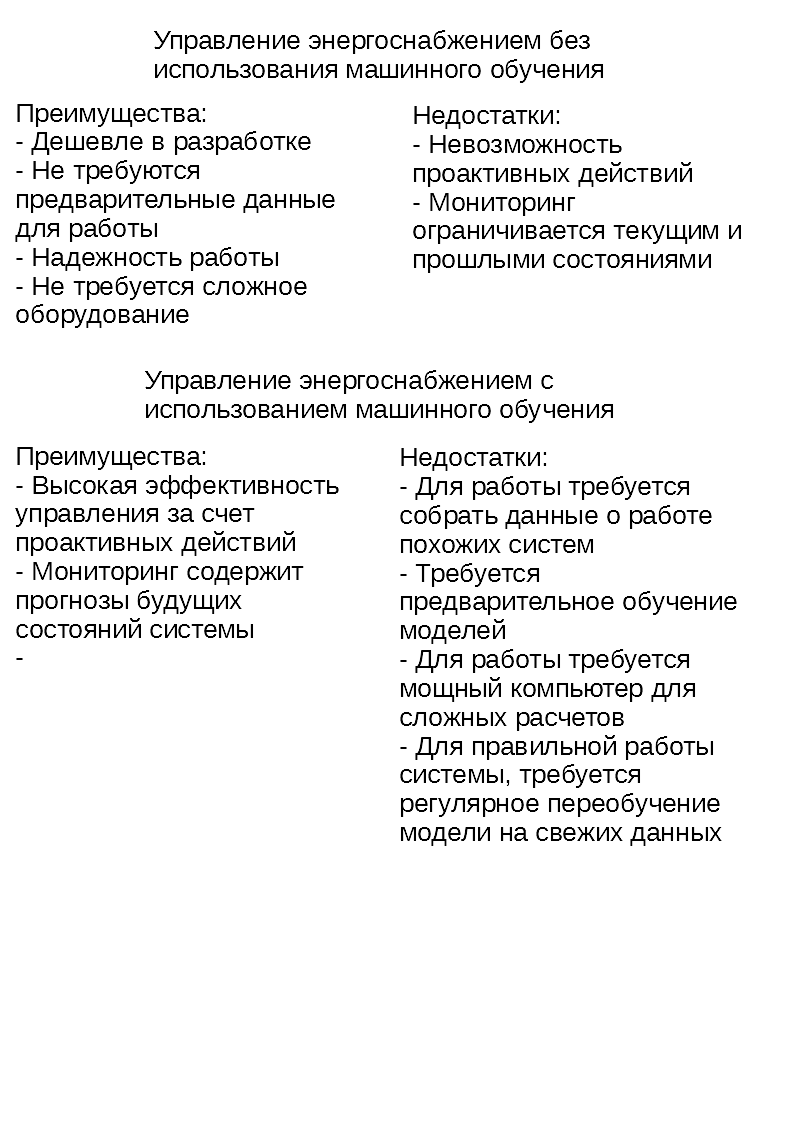 Управление энергоснабжением без
использования машинного обучения
Преимущества:
- Дешевле в разработке
- Не требуются
предварительные данные
для работы
- Надежность работы
- Не требуется сложное
оборудование
Недостатки:
- Невозможность
проактивных действий
- Мониторинг
ограничивается текущим и
прошлыми состояниями
Управление энергоснабжением с
использованием машинного обучения
Преимущества:
- Высокая эффективность
управления за счет
проактивных действий
- Мониторинг содержит
прогнозы будущих
состояний системы
-
Недостатки:
- Для работы требуется
собрать данные о работе
похожих систем
- Требуется
предварительное обучение
моделей
- Для работы требуется
мощный компьютер для
сложных расчетов
- Для правильной работы
системы, требуется
регулярное переобучение
модели на свежих данных